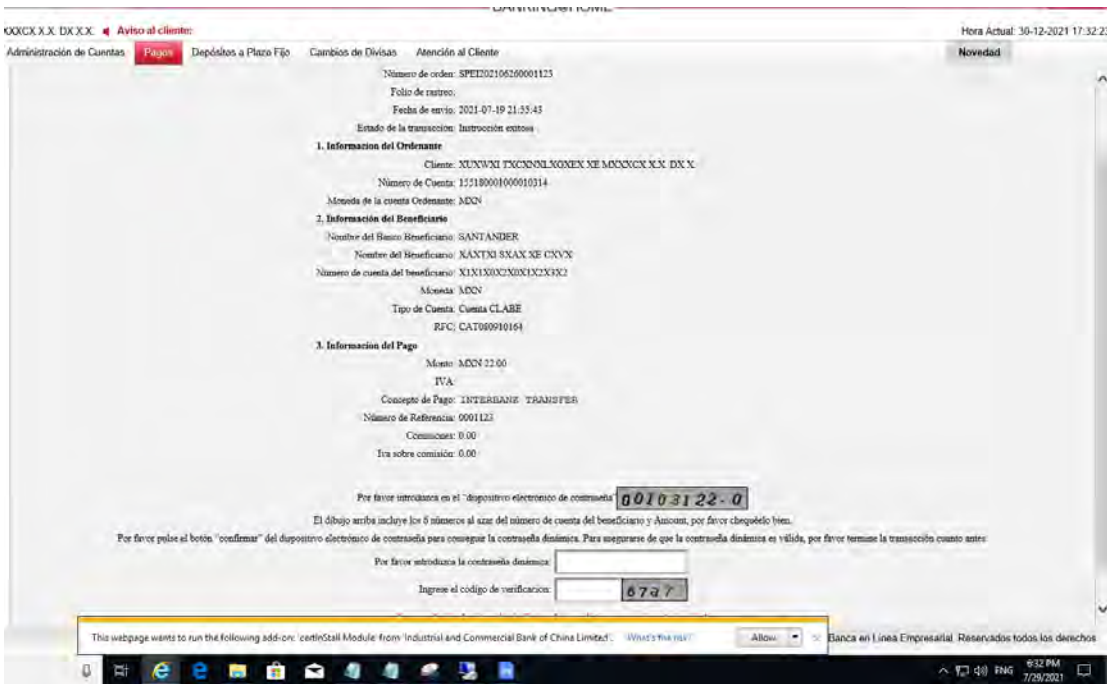 BANKING@HOME
XXXCX X.X. DX X.X. Aviso al cliente: Hora Actual: 30-12-2021 17:32:23
Administración de Cuentas Pagos Depósitos a Plazo Fijo Cambios de Divisas Atención al Cliente Novedad
Número de orden: SPEI202106260001123
Folio de rastreo:
Fecha de envío: 2021-07-19 21:55:43
Estado de la transacción: Instrucción exitosa
1. Informacion del Ordenante
Cliente: XUXWXI TXCXNXLXGXEX XE MXXXCX X.X. DX X.
Número de Cuenta: 155180001000010314
Moneda de la cuenta Ordenante: MXN
2. Información del Beneficiario
Nombre del Banco Beneficiario: SANTANDER
Nombre del Beneficiario: XAXTXI SXAX XE CXVX
Número de cuenta del beneficiario: X1X1X0X2X0X1X2X3X2
Moneda: MXN
Tipo de Cuenta: Cuenta CLABE
RFC: CAT080910164
3. Informacion del Pago
Monto: MXN 22.00
IVA:
Concepto de Pago: INTERBANK TRANSFER
Número de Referencia: 0001123
Comisiones: 0.00
Iva sobre comisión: 0.00
Por favor introduzca en el "dispositivo electrónico de contraseña" 00103122-0
El dibujo arriba incluye los 6 números al azar del número de cuenta del beneficiario y Amount, por favor chequéelo bien.
Por favor pulse el botón "confirmar" del dispositivo electrónico de contraseña para conseguir la contraseña dinámica. Para asegurarse de que la contraseña dinámica es válida, por favor termine la transacción cuanto antes.
Por favor introduzca la contraseña dinámica:
Ingrese el código de verificación:
This webpage wants to run the following add-on: 'certInStall Module' from 'Industrial and Commercial Bank of China Limited'. What's the risk? Allow Banca en Línea Empresarial. Reservados todos los derechos
ENG 6:32 PM
7/29/2021